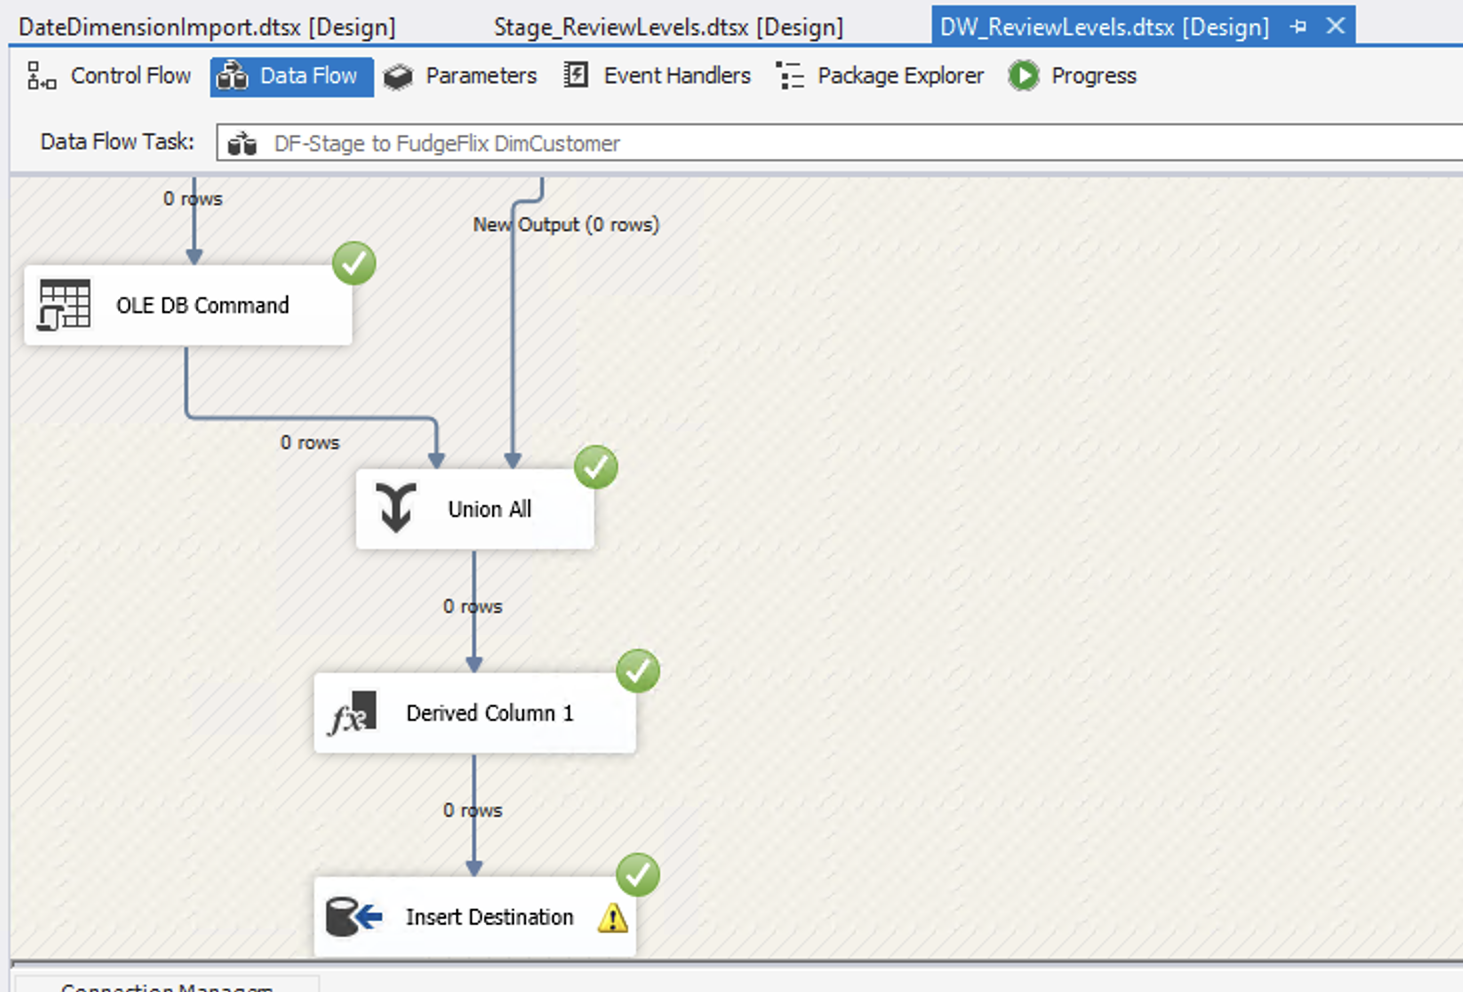 DateDimensionImport.dtsx [Design] Stage_ReviewLevels.dtsx [Design] DW_ReviewLevels.dtsx [Design]
Control Flow Data Flow Parameters Event Handlers Package Explorer Progress
Data Flow Task: DF-Stage to FudgeFlix DimCustomer
0 rows
New Output (0 rows)
OLE DB Command
0 rows
Union All
0 rows
Derived Column 1
0 rows
Insert Destination
Connection Managers